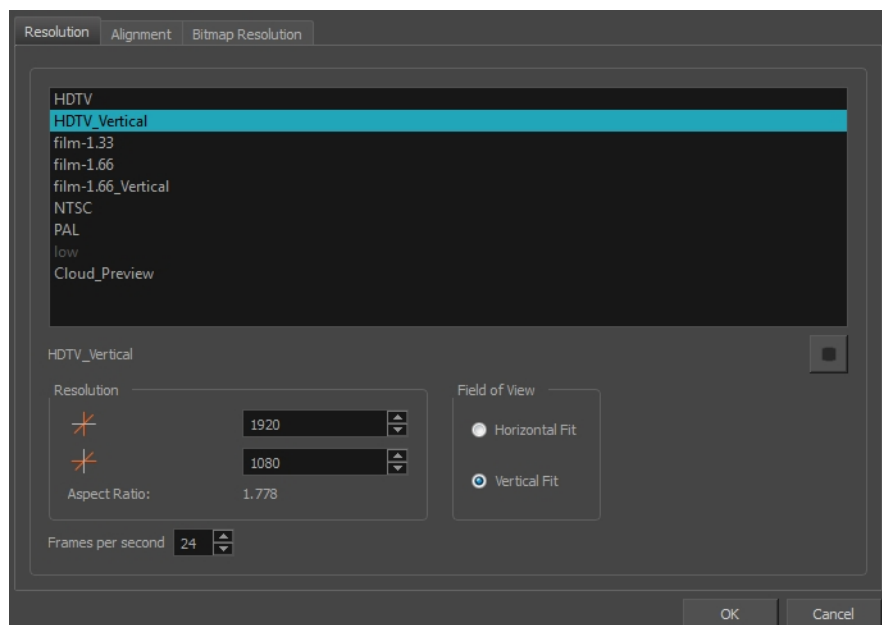 Resolution Alignment Bitmap Resolution
HDTV
HDTV_Vertical
film-1.33
film-1.66
film-1.66_Vertical
NTSC
PAL
low
Cloud_Preview
HDTV_Vertical
Resolution
1920
1080
Aspect Ratio: 1.778
Field of View
Horizontal Fit
Vertical Fit
Frames per second 24
OK Cancel